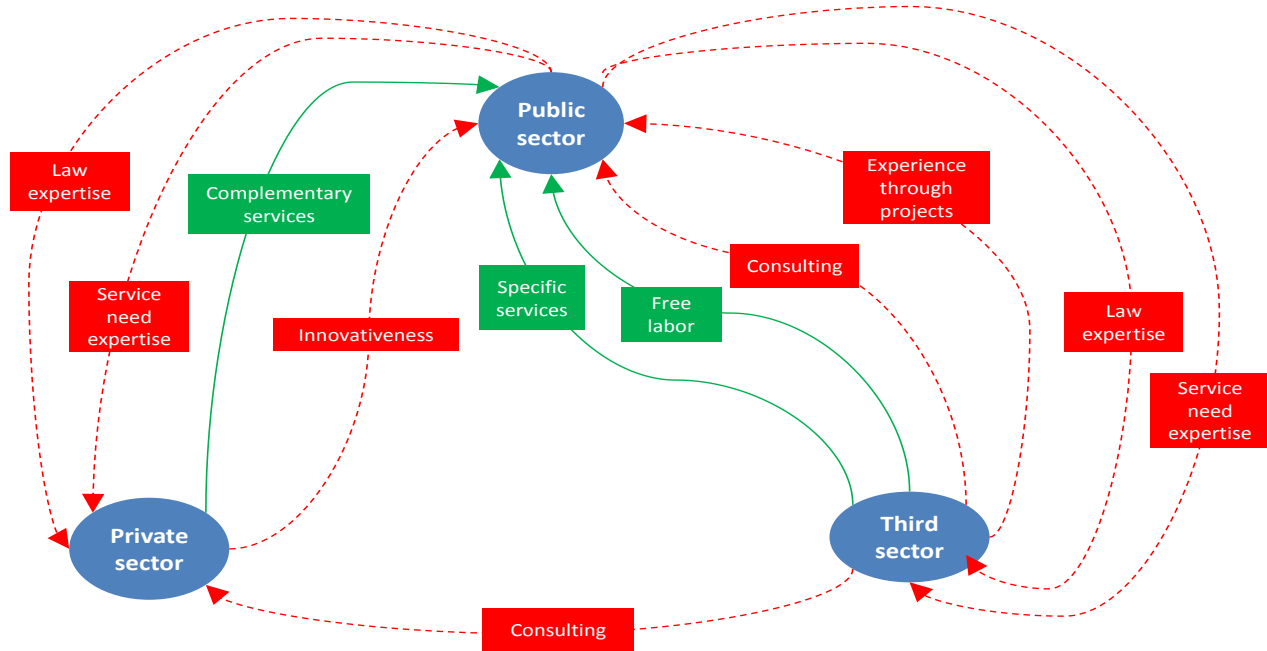 Public
sector
Law
expertise
Complementary
services
Experience
through
projects
Consulting
Specific
services
Free
labor
Service
need
expertise
Innovativeness
Law
expertise
Service
need
expertise
Private
sector
Third
sector
Consulting